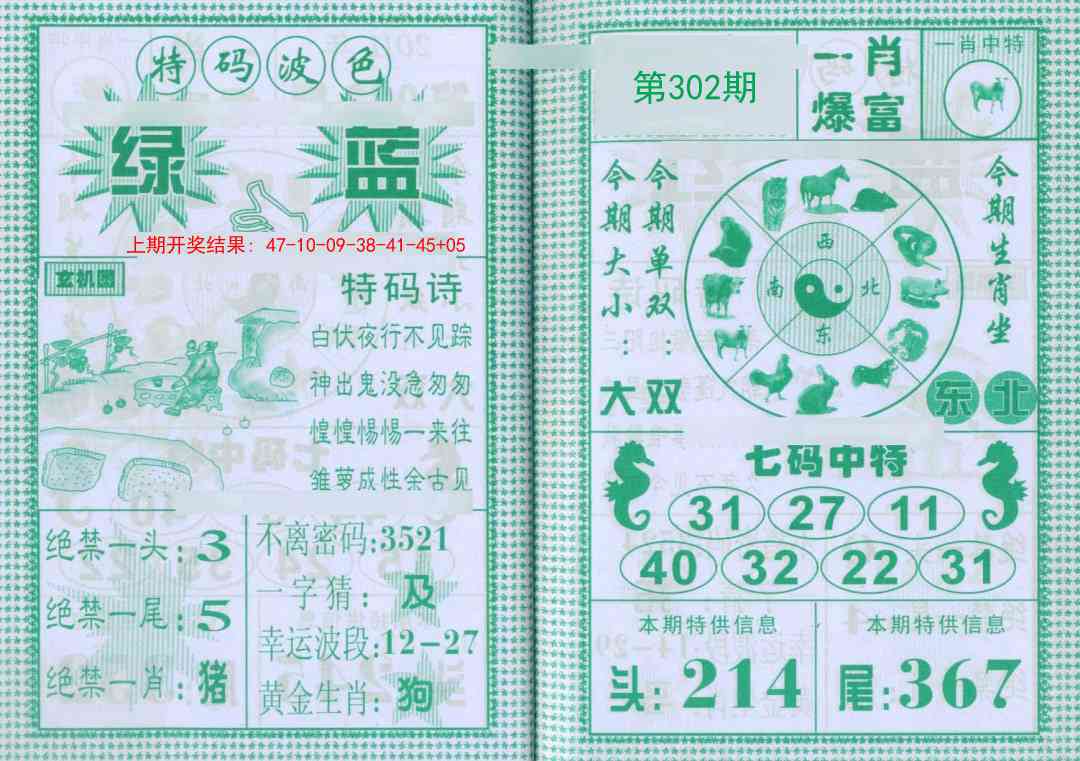 特码波色
绿 蓝
上期开奖结果：47-10-09-38-41-45+05
玄机图
特码诗
白伏夜行不见踪
神出鬼没急匆匆
惶惶惕惕一来往
雏萝成性余古见
绝禁一头:3
绝禁一尾:5
绝禁一肖:猪
不离密码:3521
一字猜:及
幸运波段:12-27
黄金生肖:狗
第302期
一肖
爆富
一肖中特
今期大小:大
今期单双:双
西
南 北
东
今期生肖坐
东北
七码中特
31 27 11
40 32 22 31
本期特供信息
头:214
本期特供信息
尾:367